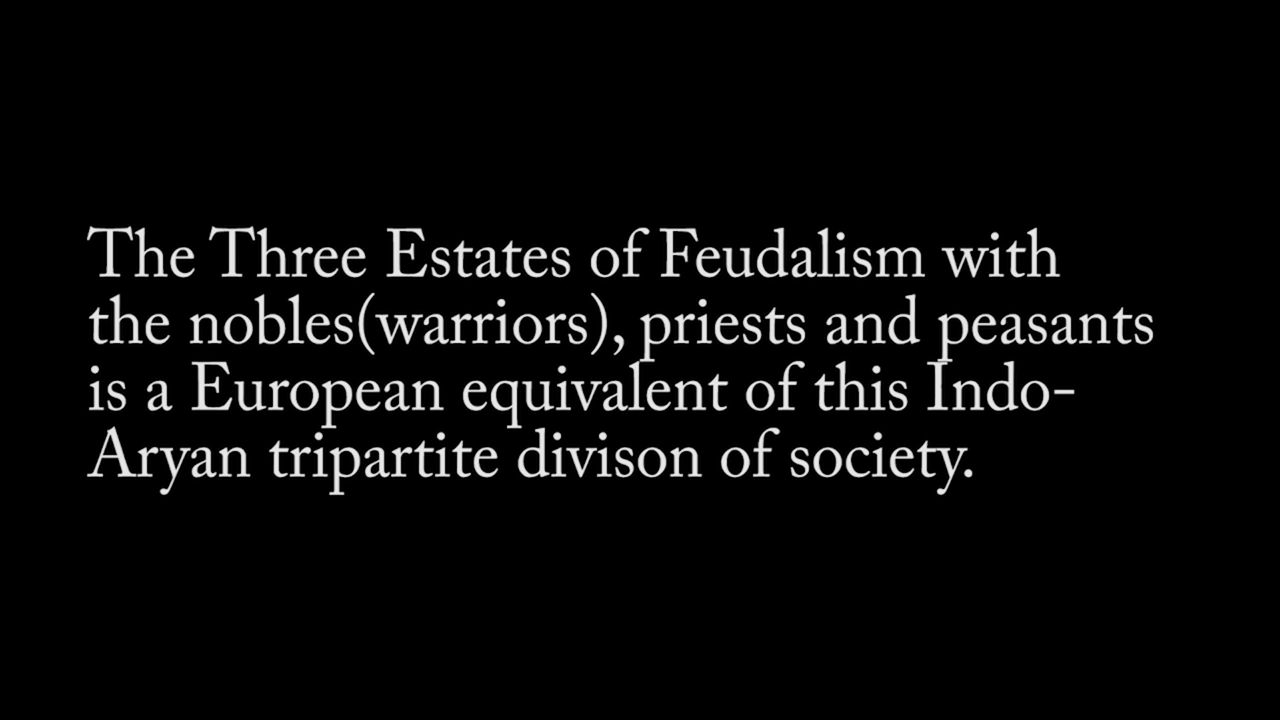 The Three Estates of Feudalism with
the nobles(warriors), priests and peasants
is a European equivalent of this Indo-
Aryan tripartite divison of society.